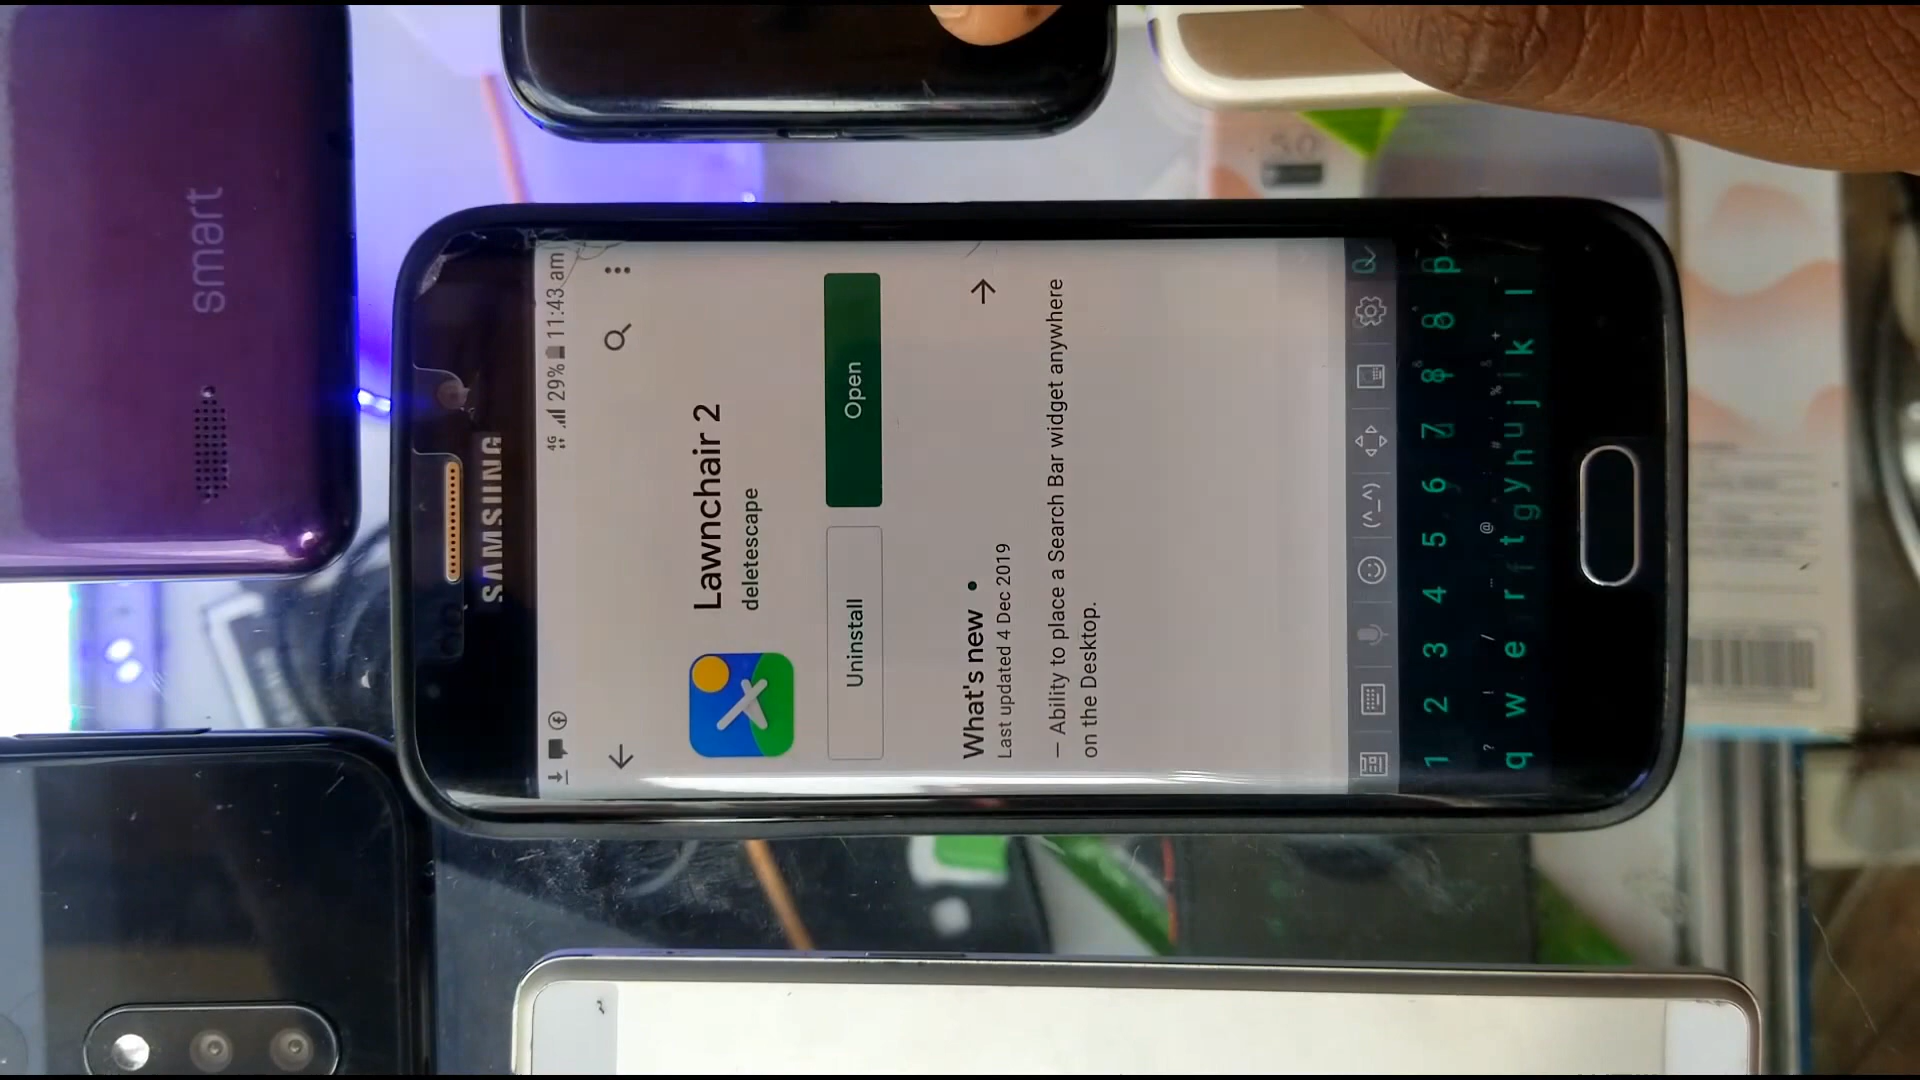 smart
SAMSUNG
4G 29% 11:43 am
Lawnchair 2
deletescape
Uninstall
Open
What's new •
Last updated 4 Dec 2019
— Ability to place a Search Bar widget anywhere
on the Desktop.
(^_^)
1 2 3 4 5 6 7 8
q w e r t y h u j k l